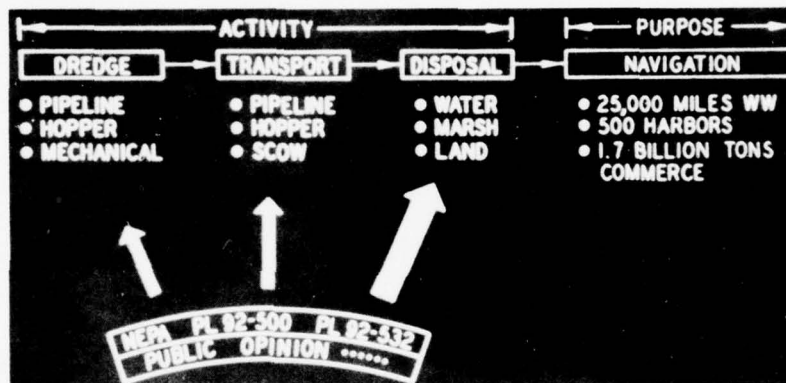 ACTIVITY
PURPOSE
DREDGE
TRANSPORT
DISPOSAL
NAVIGATION
• PIPELINE
• HOPPER
• MECHANICAL
• PIPELINE
• HOPPER
• SCOW
• WATER
• MARSH
• LAND
• 25,000 MILES WW
• 500 HARBORS
• 1.7 BILLION TONS
COMMERCE
NEPA PL 92-500 PL 92-532
PUBLIC OPINION ......